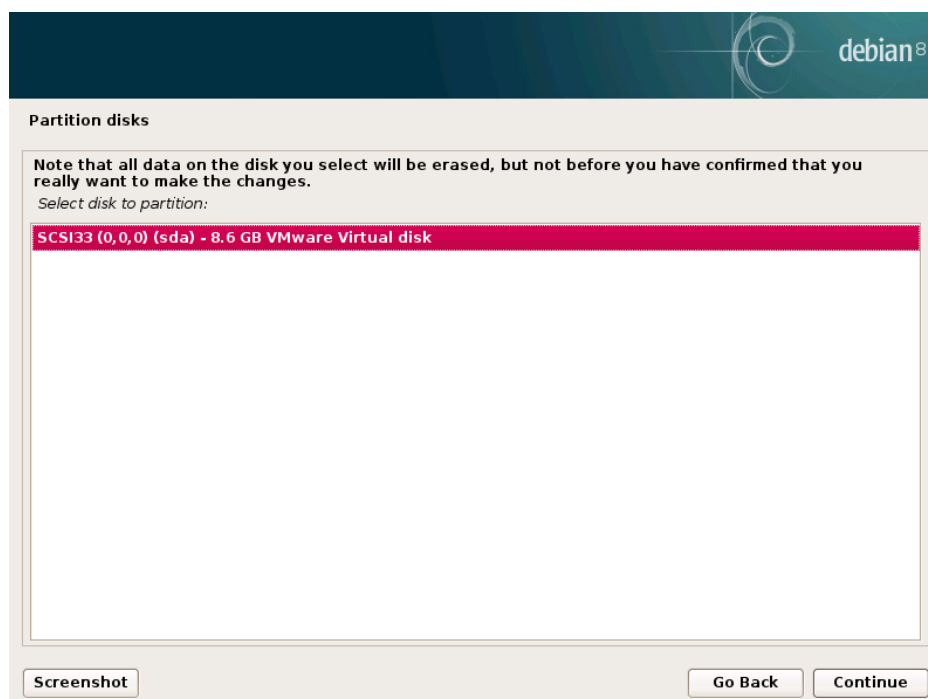 debian 8
Partition disks
Note that all data on the disk you select will be erased, but not before you have confirmed that you
really want to make the changes.
Select disk to partition:
SCSI33 (0,0,0) (sda) - 8.6 GB VMware Virtual disk
Screenshot
Go Back
Continue